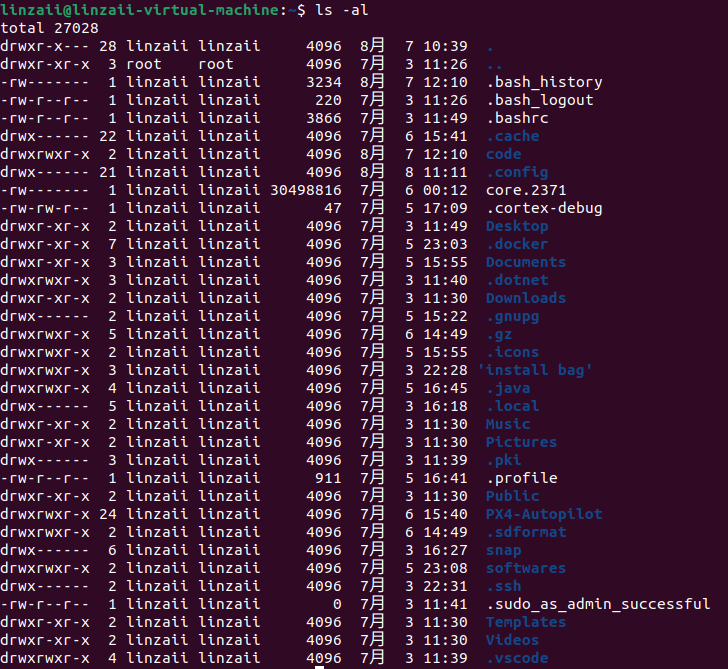 linzaii@linzaii-virtual-machine:~$ ls -al
total 27028
drwxr-x--- 28 linzaii linzaii     4096  8月  7 10:39  .
drwxr-xr-x  3 root    root        4096  7月  3 11:26  ..
-rw-------  1 linzaii linzaii     3234  8月  7 12:10  .bash_history
-rw-r--r--  1 linzaii linzaii      220  7月  3 11:26  .bash_logout
-rw-r--r--  1 linzaii linzaii     3866  7月  3 11:49  .bashrc
drwx------ 22 linzaii linzaii     4096  7月  6 15:41  .cache
drwxrwxr-x  2 linzaii linzaii     4096  8月  7 12:10  code
drwx------ 21 linzaii linzaii     4096  8月  8 11:11  .config
-rw-------  1 linzaii linzaii 30498816  7月  6 00:12  core.2371
-rw-rw-r--  1 linzaii linzaii       47  7月  5 17:09  .cortex-debug
drwxr-xr-x  2 linzaii linzaii     4096  7月  3 11:49  Desktop
drwxr-xr-x  7 linzaii linzaii     4096  7月  5 23:03  .docker
drwxr-xr-x  3 linzaii linzaii     4096  7月  5 15:55  Documents
drwxrwxr-x  3 linzaii linzaii     4096  7月  3 11:40  .dotnet
drwxr-xr-x  2 linzaii linzaii     4096  7月  3 11:30  Downloads
drwx------  2 linzaii linzaii     4096  7月  5 15:22  .gnupg
drwxrwxr-x  5 linzaii linzaii     4096  7月  6 14:49  .gz
drwxrwxr-x  2 linzaii linzaii     4096  7月  5 15:55  .icons
drwxrwxr-x  3 linzaii linzaii     4096  7月  3 22:28 'install bag'
drwxrwxr-x  4 linzaii linzaii     4096  7月  5 16:45  .java
drwx------  5 linzaii linzaii     4096  7月  3 16:18  .local
drwxr-xr-x  2 linzaii linzaii     4096  7月  3 11:30  Music
drwxr-xr-x  2 linzaii linzaii     4096  7月  3 11:30  Pictures
drwx------  3 linzaii linzaii     4096  7月  3 11:39  .pki
-rw-r--r--  1 linzaii linzaii      911  7月  5 16:41  .profile
drwxr-xr-x  2 linzaii linzaii     4096  7月  3 11:30  Public
drwxrwxr-x 24 linzaii linzaii     4096  7月  6 15:40  PX4-Autopilot
drwxrwxr-x  2 linzaii linzaii     4096  7月  6 14:49  .sdformat
drwx------  6 linzaii linzaii     4096  7月  3 16:27  snap
drwxrwxr-x  2 linzaii linzaii     4096  7月  5 23:08  softwares
drwx------  2 linzaii linzaii     4096  7月  3 22:31  .ssh
-rw-r--r--  1 linzaii linzaii        0  7月  3 11:41  .sudo_as_admin_successful
drwxr-xr-x  2 linzaii linzaii     4096  7月  3 11:30  Templates
drwxr-xr-x  2 linzaii linzaii     4096  7月  3 11:30  Videos
drwxrwxr-x  4 linzaii linzaii     4096  7月  3 11:39  .vscode